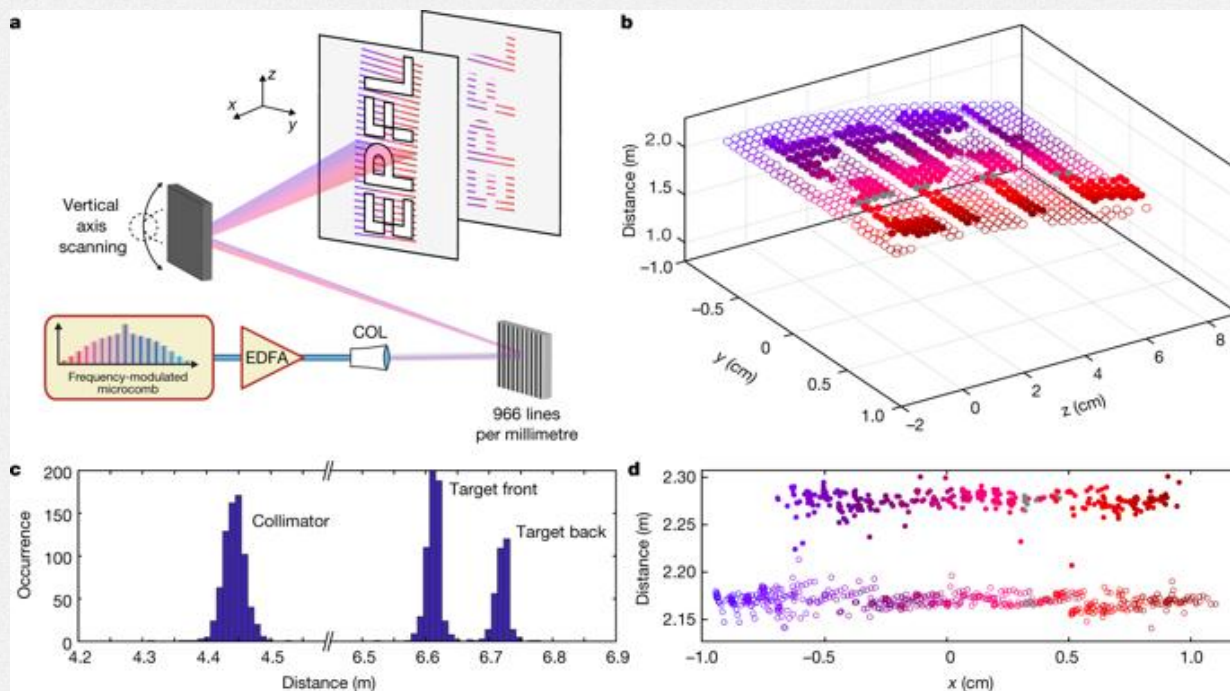 a
z
x
y
EPFL
Vertical
axis
scanning
EDFA
COL
Frequency-modulated
microcomb
966 lines
per millimetre
b
2.0
1.5
1.0
Distance (m)
−1.0
−0.5
0
0.5
1.0
y (cm)
−2
0
2
4
6
8
z (cm)
c
200
150
100
50
0
Occurrence
Collimator
Target front
Target back
4.2
4.3
4.4
4.5
6.5
6.6
6.7
6.8
6.9
Distance (m)
d
2.30
2.25
2.20
2.15
Distance (m)
−1.0
−0.5
0
0.5
1.0
x (cm)